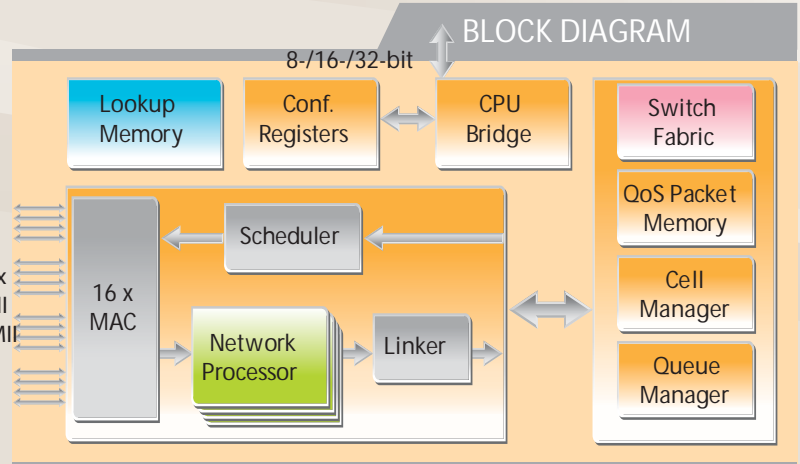 BLOCK DIAGRAM
8-/16-/32-bit
Lookup
Memory
Conf.
Registers
CPU
Bridge
Switch
Fabric
QoS Packet
Memory
Cell
Manager
Queue
Manager
Scheduler
16 x
MAC
Network
Processor
Linker